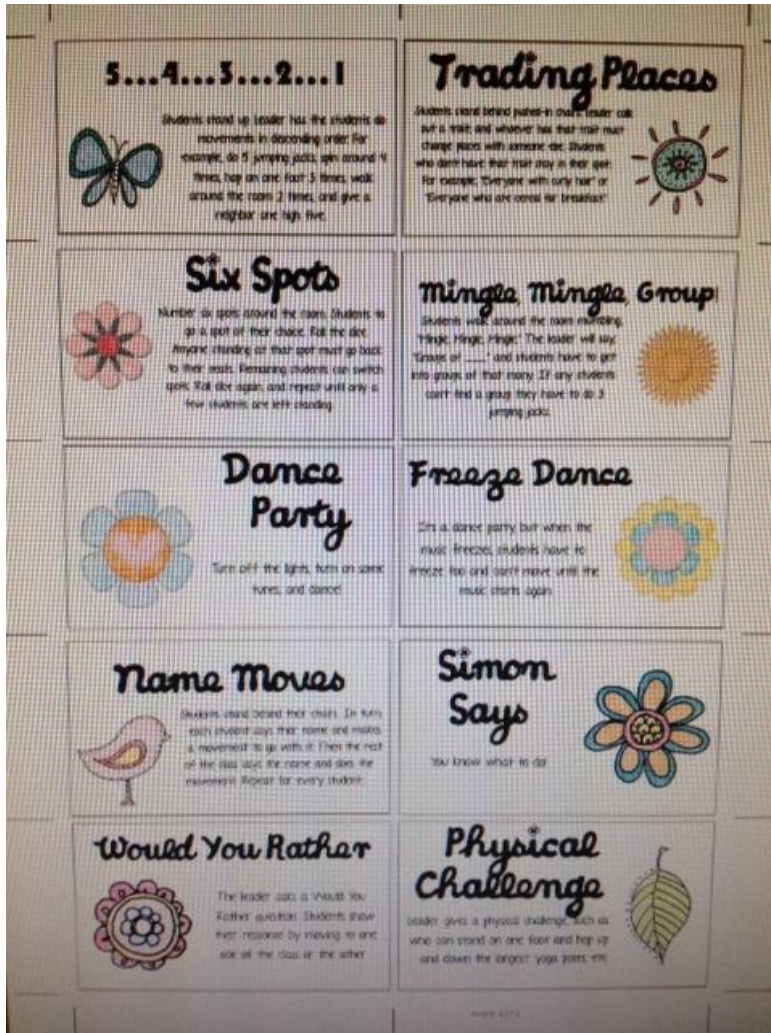 5...4...3...2...1
Students stand up. Leader has the students do
movements in descending order. For
example, do 5 jumping jacks, spin around 4
times, hop on one foot 3 times, walk
around the room 2 times, and give a
neighbor one high five.
Trading Places
Students stand behind pushed-in chairs. Leader calls
out a trait, and whoever has that trait must
change places with someone else. Students
who don't have that trait stay in their spot.
For example, "Everyone with curly hair" or
"Everyone who ate cereal for breakfast"
Six Spots
Number six spots around the room. Students to
go a spot of their choice. Roll the dice.
Anyone standing at that spot must go back
to their seats. Remaining students can switch
spots. Roll dice again, and repeat until only a
few students are left standing.
Mingle, Mingle, Group
Students walk around the room mumbling,
"Mingle, Mingle, Mingle." The leader will say
"Groups of ___" and students have to get
into groups of that many. If any students
can't find a group they have to do 3
jumping jacks.
Dance
Party
Turn off the lights, turn on some
tunes, and dance!
Freeze Dance
It's a dance party but when the
music freezes, students have to
freeze too and can't move until the
music starts again.
Name Moves
Students stand behind their chairs. In turn,
each student says their name and makes
a movement to go with it. Then the rest
of the class says the name and does the
movement. Repeat for every student.
Simon
Says
You know what to do!
Would You Rather
The leader asks a Would You
Rather question. Students show
their response by moving to one
side of the class or the other.
Physical
Challenge
Leader gives a physical challenge, such as
who can stand on one foot and hop up
and down the longest, yoga poses, etc.